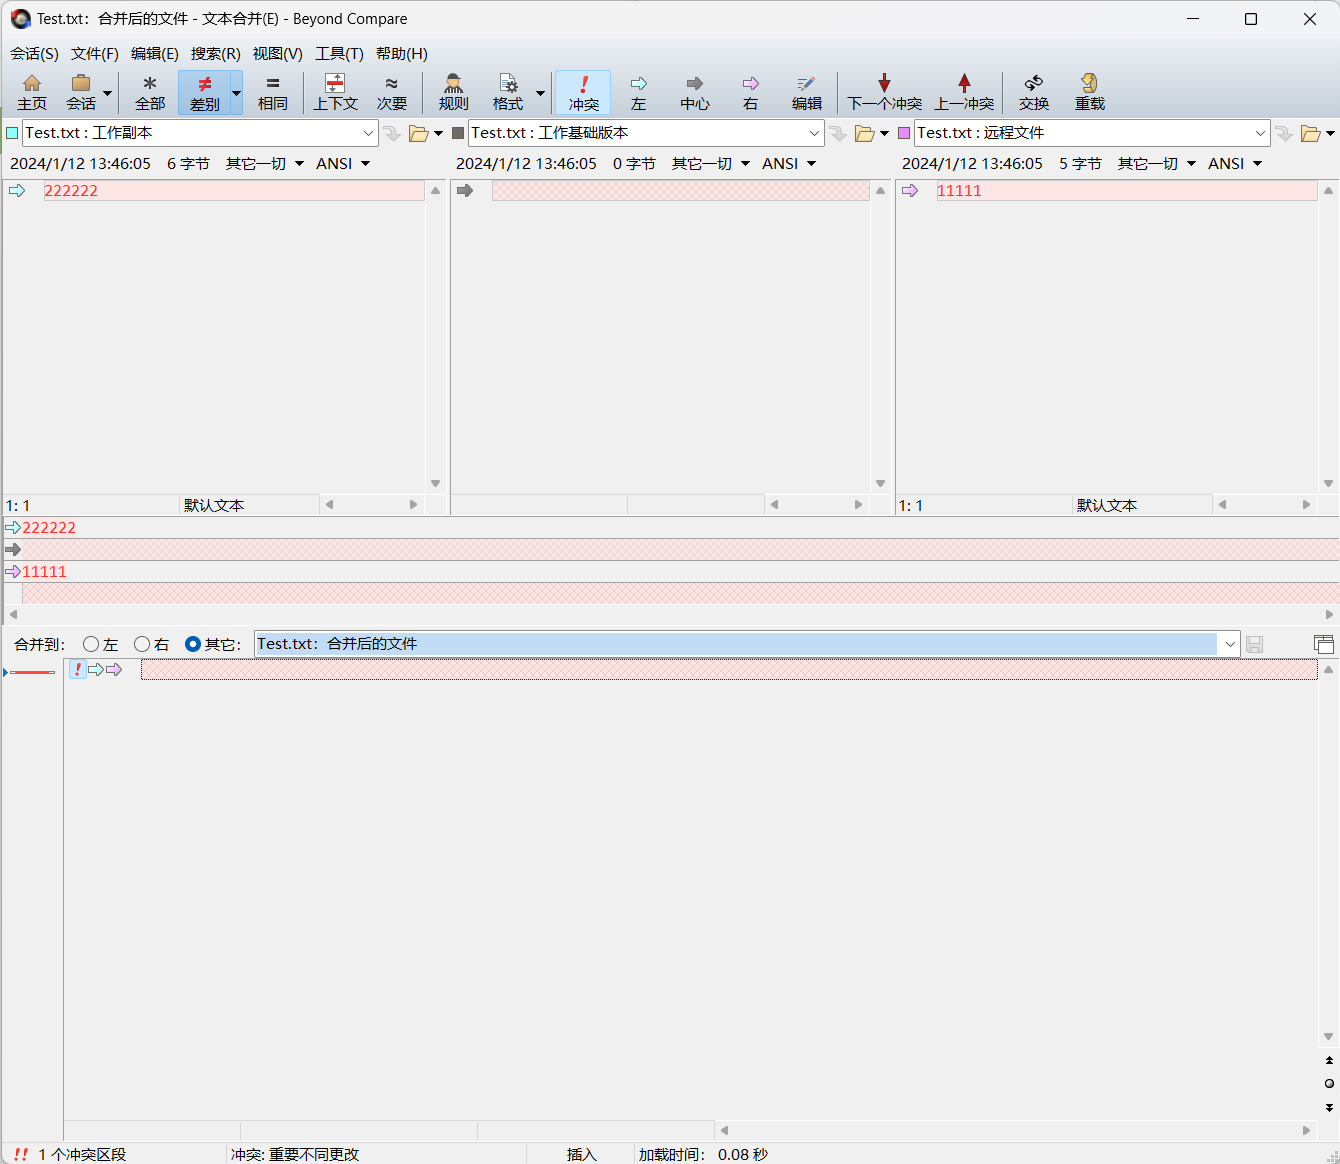 Test.txt：合并后的文件 - 文本合并(E) - Beyond Compare
会话(S) 文件(F) 编辑(E) 搜索(R) 视图(V) 工具(T) 帮助(H)
主页 会话 全部 差别 相同 上下文 次要 规则 格式 冲突 左 中心 右 编辑 下一个冲突 上一冲突 交换 重载
Test.txt : 工作副本 Test.txt : 工作基础版本 Test.txt : 远程文件
2024/1/12 13:46:05 6 字节 其它一切 ANSI 2024/1/12 13:46:05 0 字节 其它一切 ANSI 2024/1/12 13:46:05 5 字节 其它一切 ANSI
222222 11111
1: 1 默认文本 1: 1 默认文本
222222
11111
合并到： 左 右 其它： Test.txt：合并后的文件
1 个冲突区段 冲突: 重要不同更改 插入 加载时间： 0.08 秒